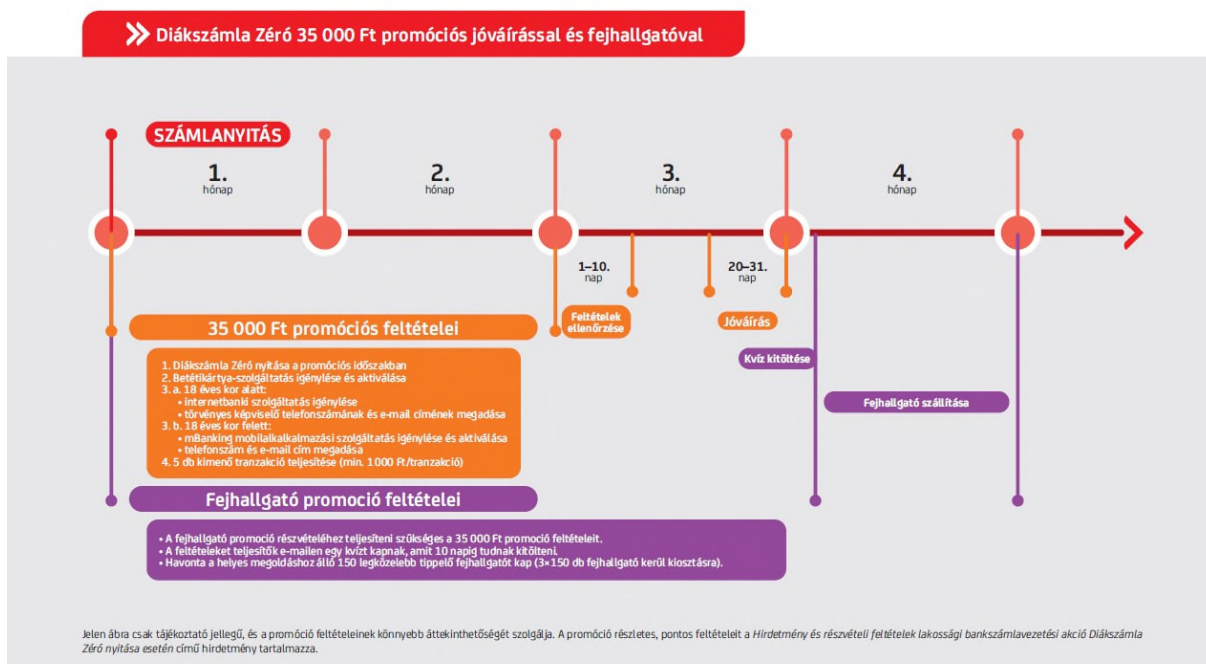 Diákszámla Zéró 35 000 Ft promóciós jóváírással és fejhallgatóval
SZÁMLANYITÁS
1.
hónap
2.
hónap
3.
hónap
4.
hónap
1–10.
nap
20–31.
nap
Feltételek
ellenőrzése
Jóváírás
35 000 Ft promóciós feltételei
Kvíz kitöltése
1. Diákszámla Zéró nyitása a promóciós időszakban
2. Betétikártya-szolgáltatás igénylése és aktiválása
3. a. 18 éves kor alatt:
• internetbanki szolgáltatás igénylése
• törvényes képviselő telefonszámának és e-mail címének megadása
3. b. 18 éves kor felett:
• mBanking mobilalkalkalmazási szolgáltatás igénylése és aktiválása
• telefonszám és e-mail cím megadása
4. 5 db kimenő tranzakció teljesítése (min. 1000 Ft/tranzakció)
Fejhallgató szállítása
Fejhallgató promoció feltételei
• A fejhallgató promoció részvételéhez teljesíteni szükséges a 35 000 Ft promoció feltételeit.
• A feltételeket teljesítők e-mailen egy kvízt kapnak, amit 10 napig tudnak kitölteni.
• Havonta a helyes megoldáshoz álló 150 legközelebb tippelő fejhallgatót kap (3×150 db fejhallgató kerül kiosztásra).
Jelen ábra csak tájékoztató jellegű, és a promóció feltételeinek könnyebb áttekinthetőségét szolgálja. A promóció részletes, pontos feltételeit a Hirdetmény és részvételi feltételek lakossági bankszámlavezetési akció Diákszámla
Zéró nyitása esetén című hirdetmény tartalmazza.